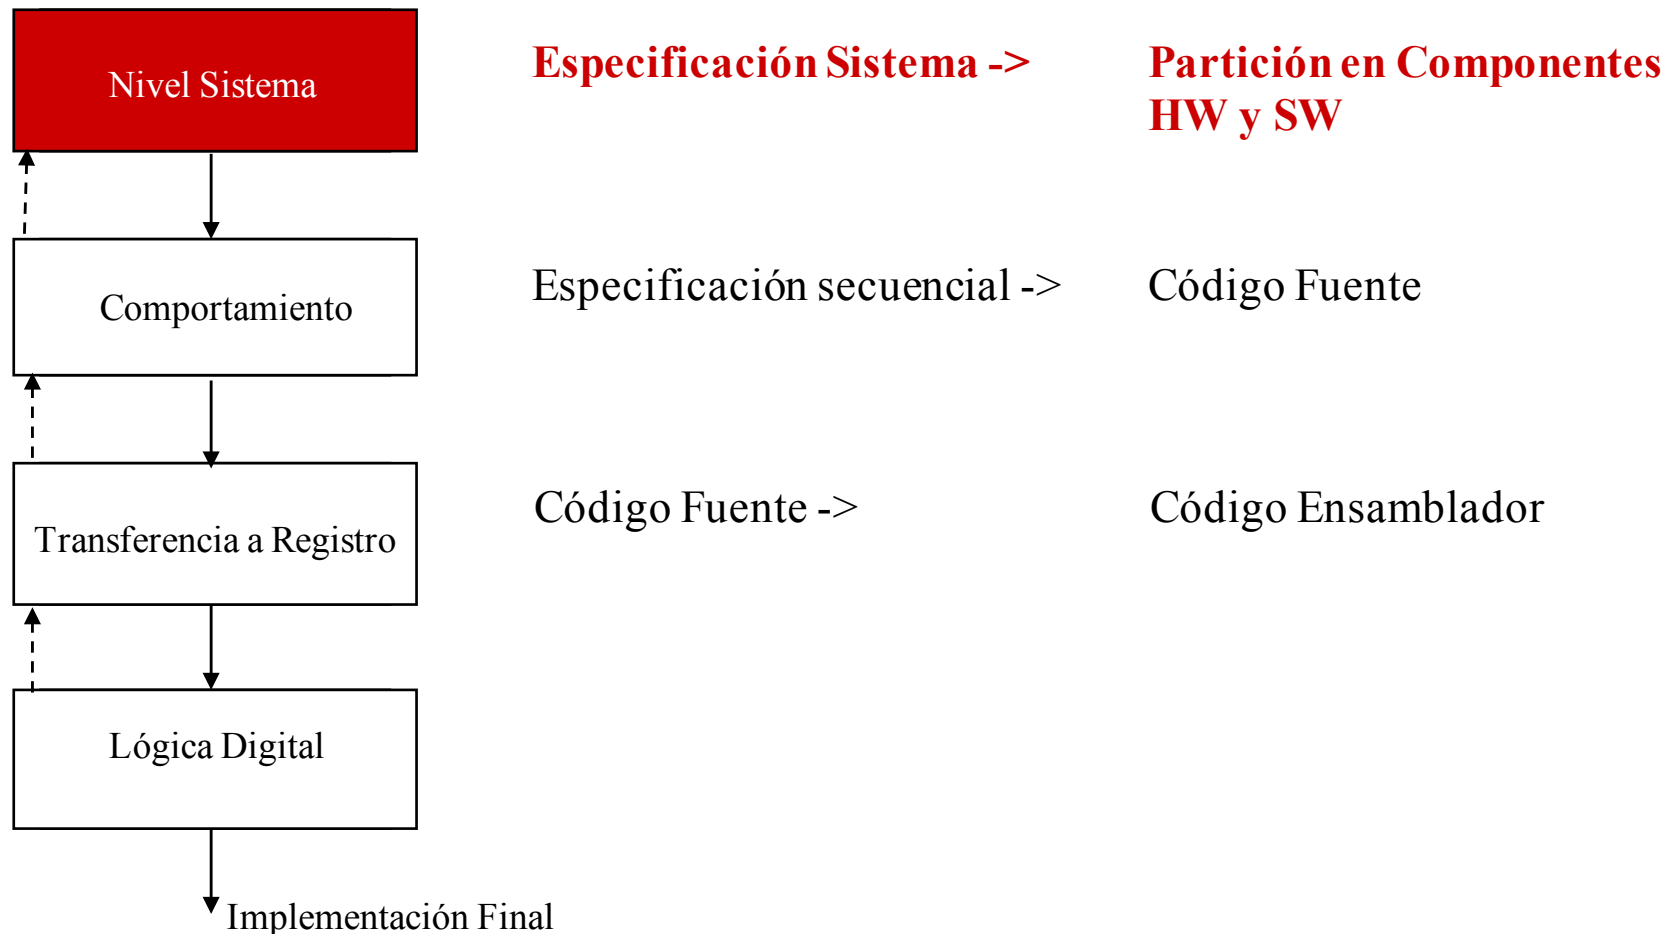 Nivel Sistema
Especificación Sistema ->
Partición en Componentes
HW y SW
Comportamiento
Especificación secuencial ->
Código Fuente
Transferencia a Registro
Código Fuente ->
Código Ensamblador
Lógica Digital
Implementación Final